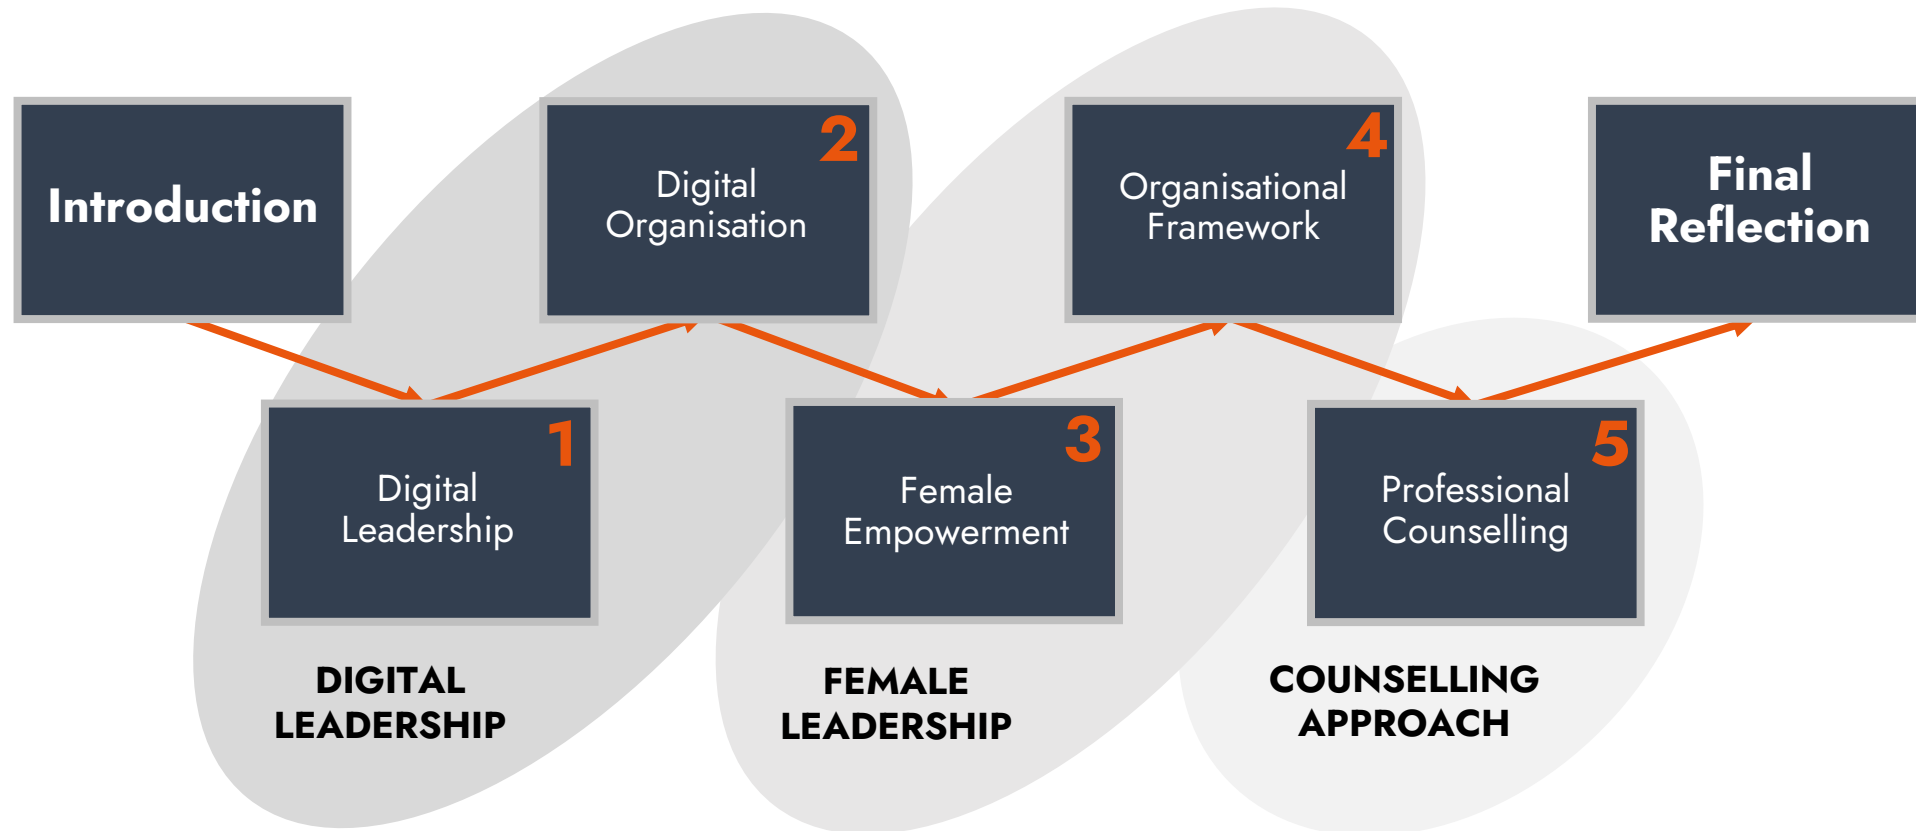 Introduction
1
Digital
Leadership
2
Digital
Organisation
3
Female
Empowerment
4
Organisational
Framework
5
Professional
Counselling
Final
Reflection
DIGITAL
LEADERSHIP
FEMALE
LEADERSHIP
COUNSELLING
APPROACH